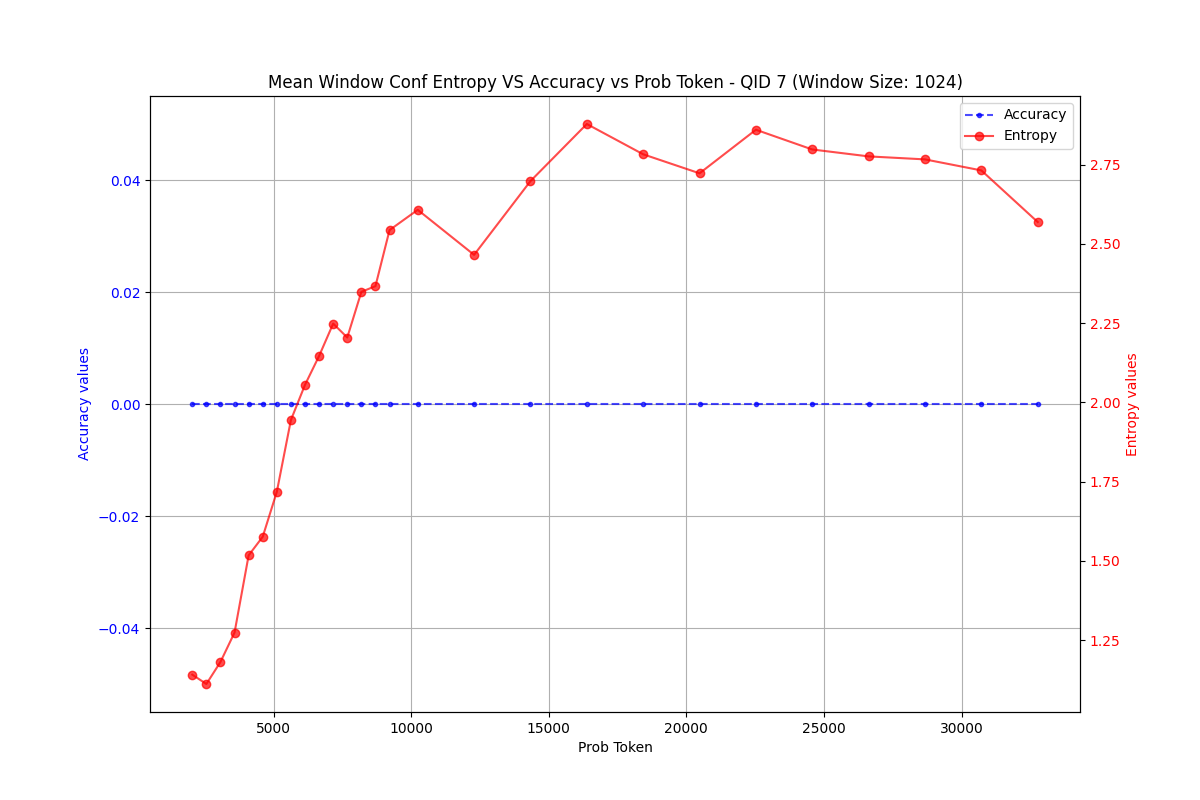 Mean Window Conf Entropy VS Accuracy vs Prob Token - QID 7 (Window Size: 1024)
Accuracy
Entropy
0.04
0.02
0.00
−0.02
−0.04
Accuracy values
2.75
2.50
2.25
2.00
1.75
1.50
1.25
Entropy values
5000 10000 15000 20000 25000 30000
Prob Token